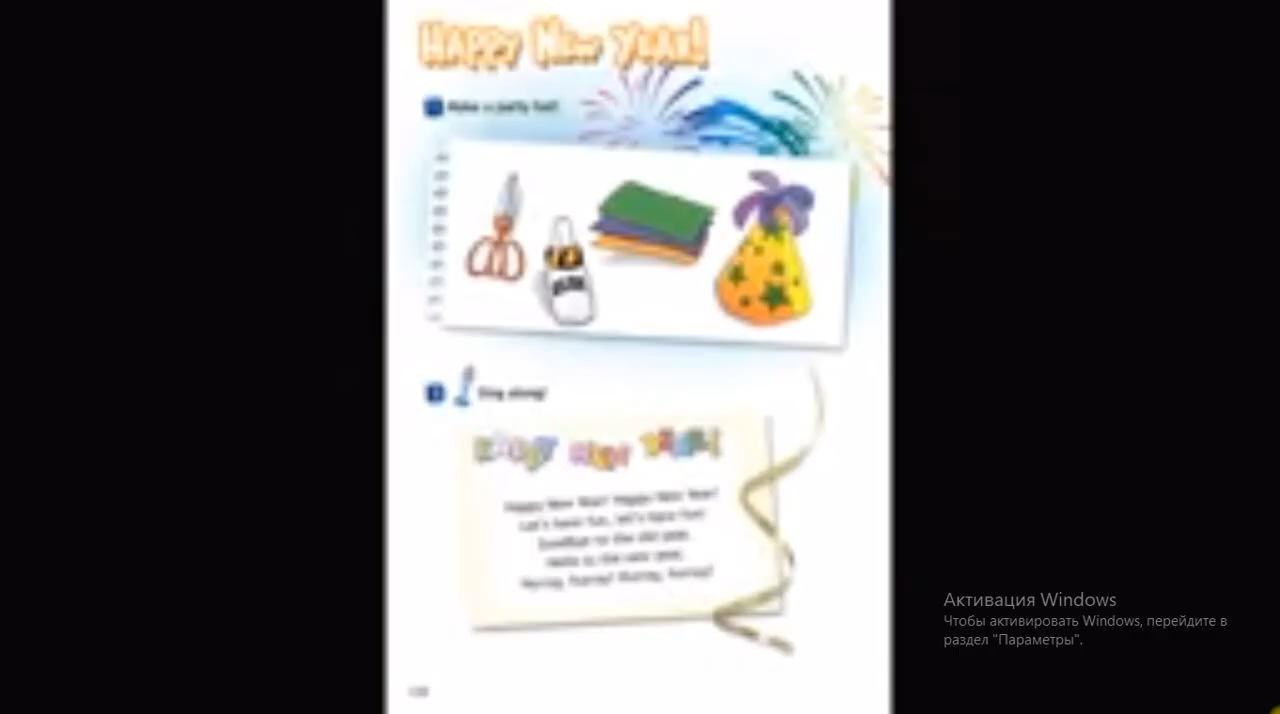 Happy New Year!
Make a party hat!
Sing along!
HAPPY NEW YEAR!
Happy New Year! Happy New Year!
Let's have fun, let's have fun!
Goodbye to the old year,
Hello to the new year,
Hurray, hurray! Hurray, hurray!
Активация Windows
Чтобы активировать Windows, перейдите в
раздел "Параметры".